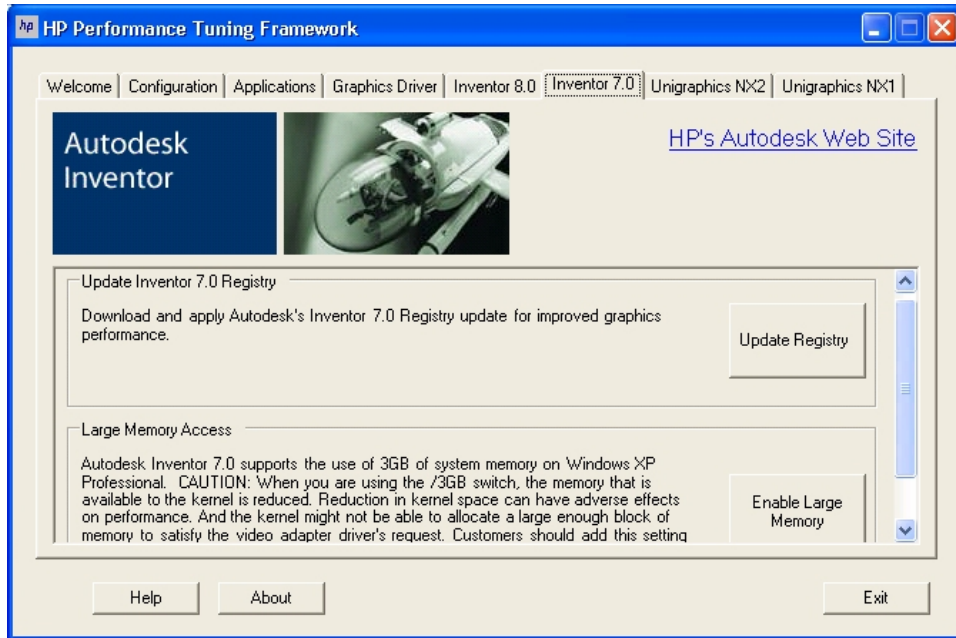 hp HP Performance Tuning Framework
Welcome Configuration Applications Graphics Driver Inventor 8.0 Inventor 7.0 Unigraphics NX2 Unigraphics NX1
Autodesk
Inventor
HP's Autodesk Web Site
Update Inventor 7.0 Registry
Download and apply Autodesk's Inventor 7.0 Registry update for improved graphics
performance.
Update Registry
Large Memory Access
Autodesk Inventor 7.0 supports the use of 3GB of system memory on Windows XP
Professional. CAUTION: When you are using the /3GB switch, the memory that is
available to the kernel is reduced. Reduction in kernel space can have adverse effects
on performance. And the kernel might not be able to allocate a large enough block of
memory to satisfy the video adapter driver's request. Customers should add this setting
Enable Large
Memory
Help About Exit